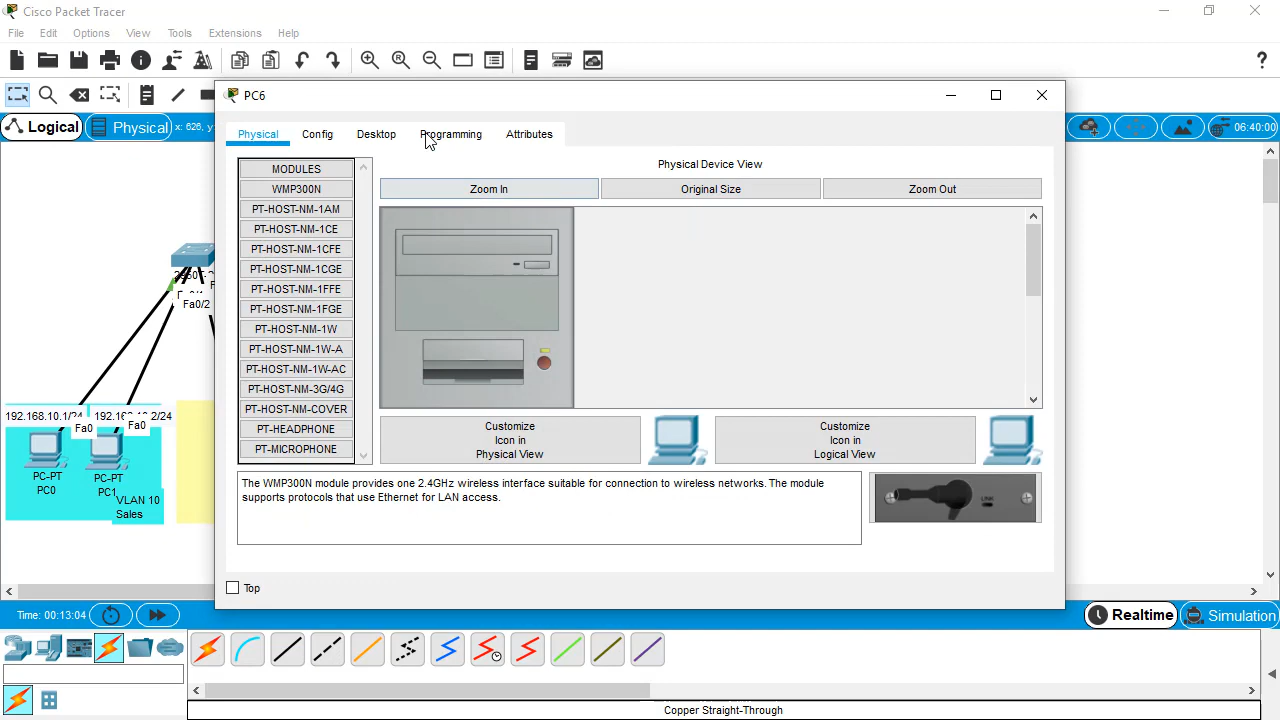 Cisco Packet Tracer
File Edit Options View Tools Extensions Help
Logical
Physical x: 626, y
06:40:00
PC6
Physical Config Desktop Programming Attributes
MODULES
WMP300N
PT-HOST-NM-1AM
PT-HOST-NM-1CE
PT-HOST-NM-1CFE
PT-HOST-NM-1CGE
PT-HOST-NM-1FFE
PT-HOST-NM-1FGE
PT-HOST-NM-1W
PT-HOST-NM-1W-A
PT-HOST-NM-1W-AC
PT-HOST-NM-3G/4G
PT-HOST-NM-COVER
PT-HEADPHONE
PT-MICROPHONE
Physical Device View
Zoom In Original Size Zoom Out
Customize
Icon in
Physical View
Customize
Icon in
Logical View
The WMP300N module provides one 2.4GHz wireless interface suitable for connection to wireless networks. The module
supports protocols that use Ethernet for LAN access.
LINK
Top
Fa0/2
192.168.10.1/24
Fa0
Fa0
PC-PT
PC0
PC-PT
PC1
VLAN 10
Sales
Time: 00:13:04
Realtime
Simulation
Copper Straight-Through